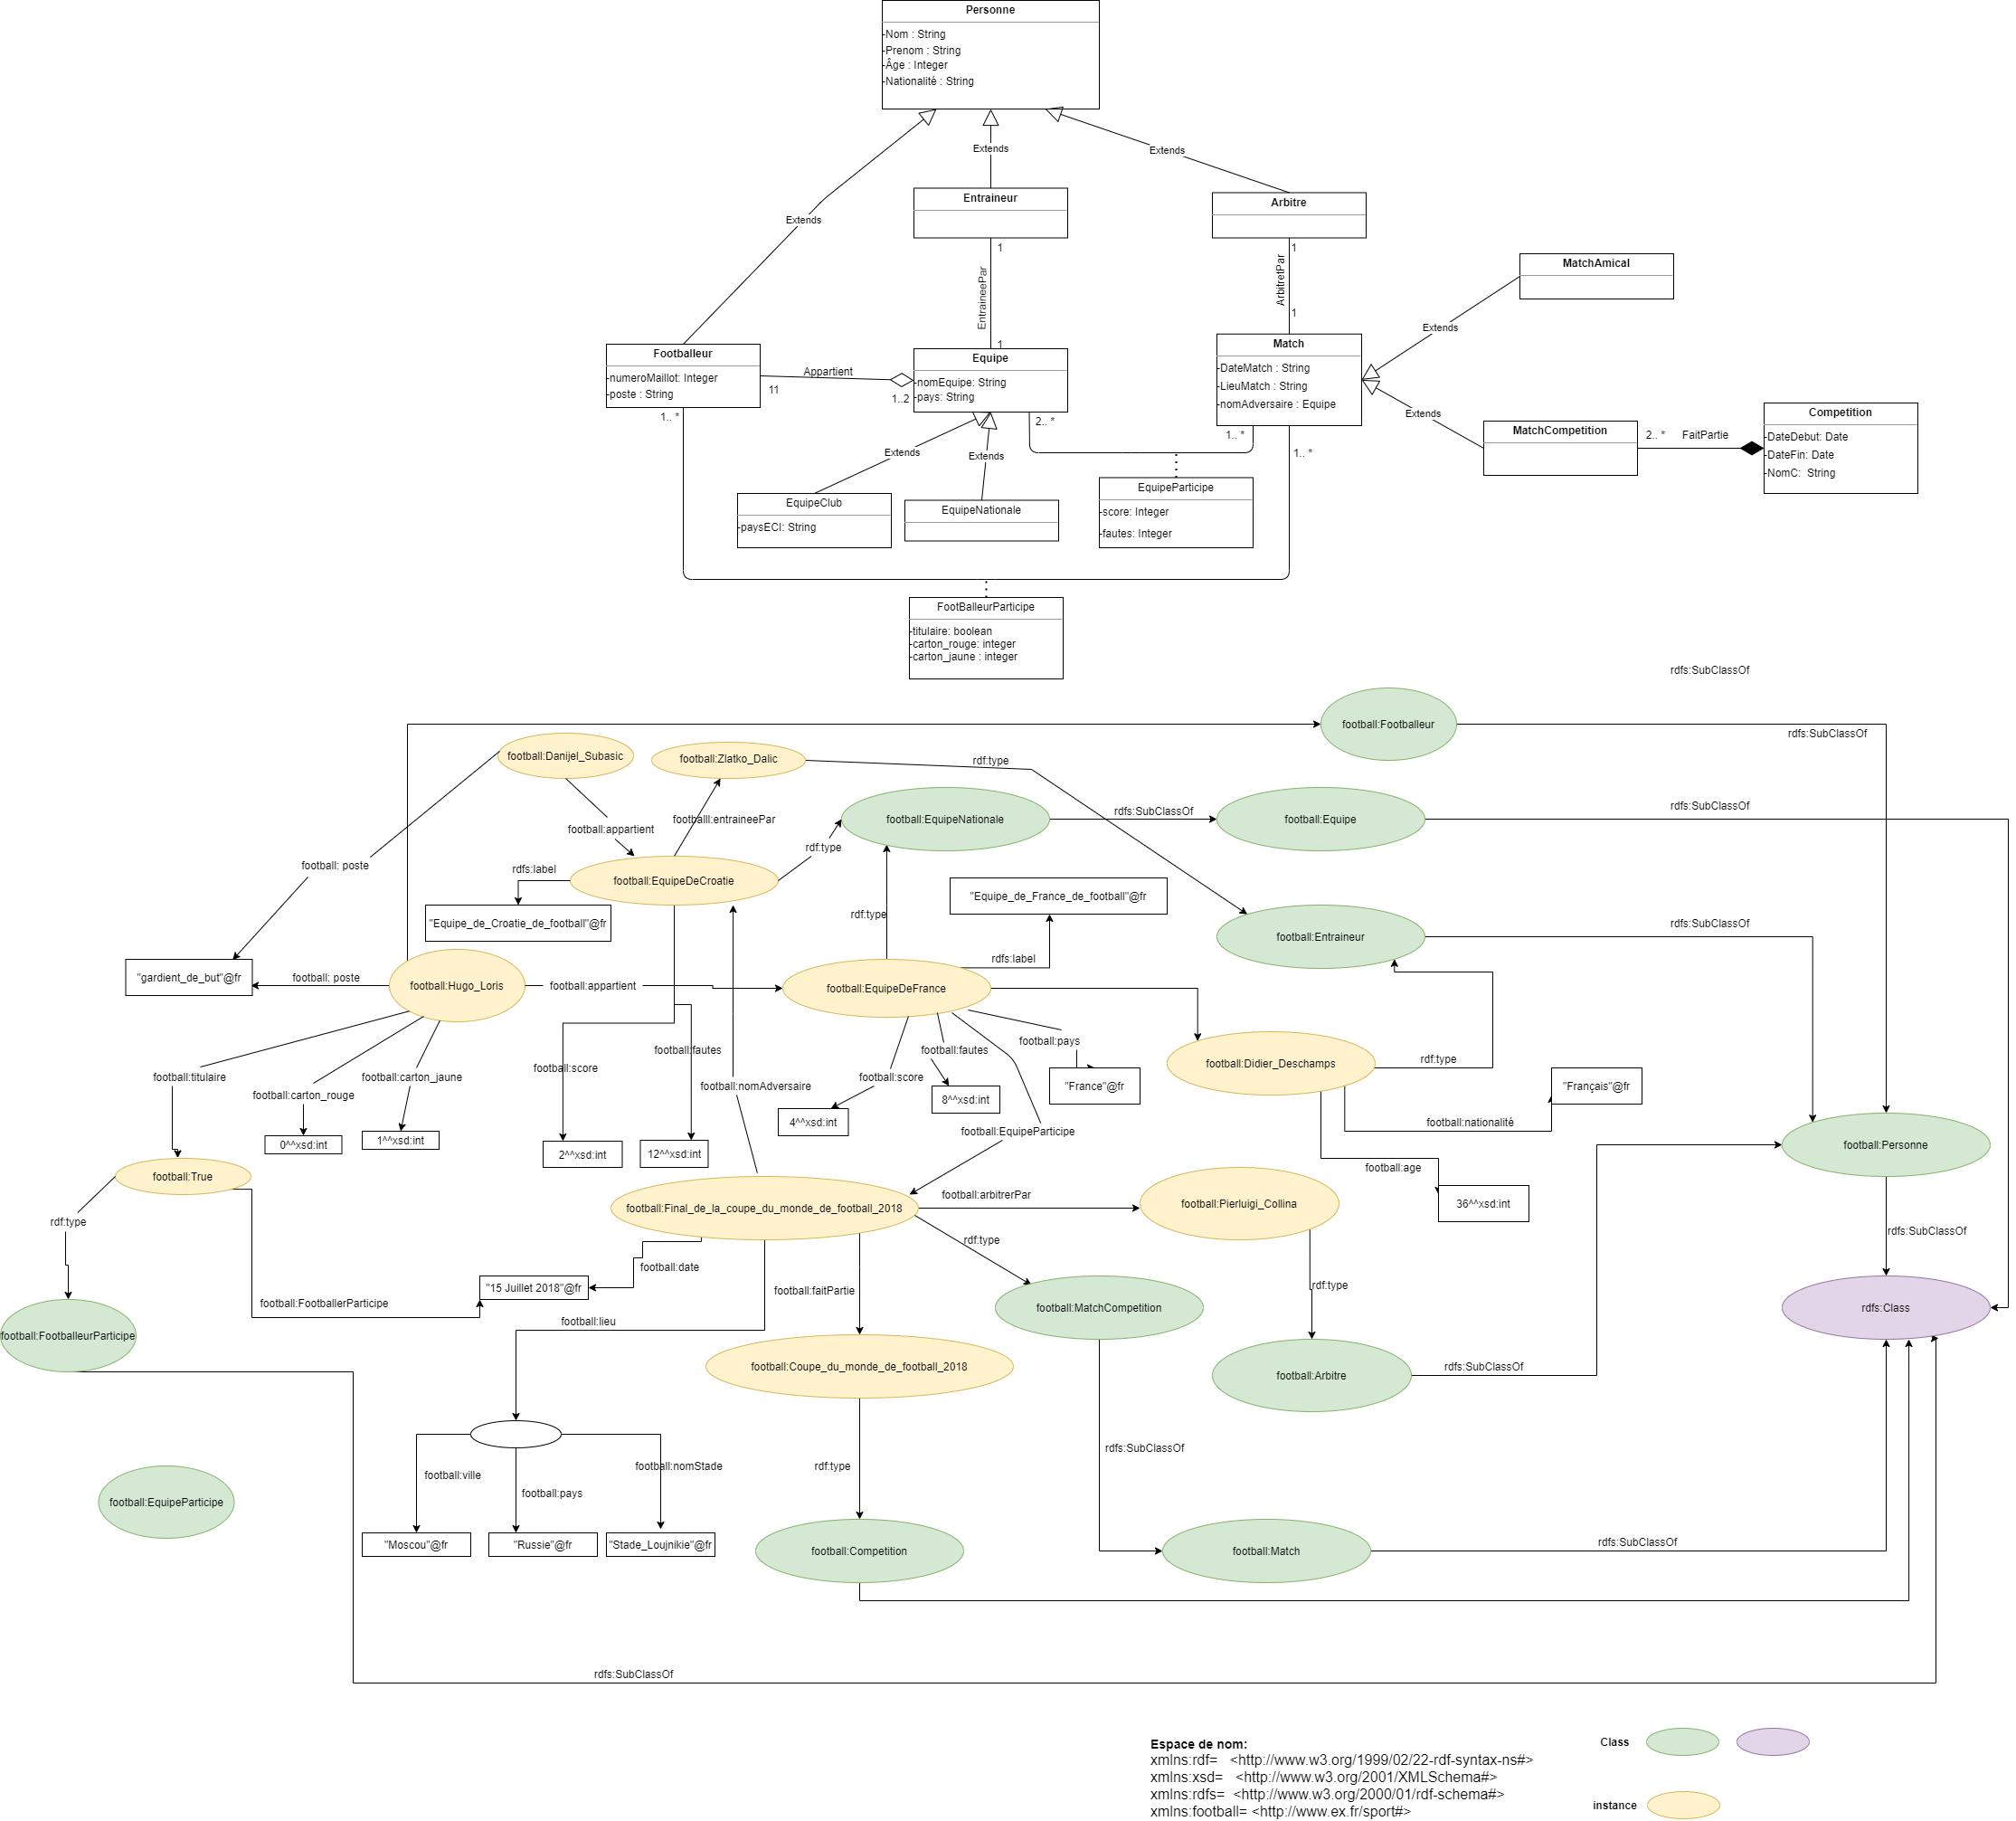 Personne
-Nom : String
-Prenom : String
-Âge : Integer
-Nationalité : String
Extends
Extends
Extends
Entraineur
Arbitre
1
1
EntraineePar
ArbitretPar
1
1
MatchAmical
Extends
Footballeur
-numeroMaillot: Integer
-poste : String
Appartient
11
1..2
1.. *
Equipe
-nomEquipe: String
-pays: String
2.. *
Match
-DateMatch : String
-LieuMatch : String
-nomAdversaire : Equipe
1.. *
1.. *
Extends
MatchCompetition
2.. *
FaitPartie
Competition
-DateDebut: Date
-DateFin: Date
-NomC:  String
Extends
Extends
EquipeClub
-paysECl: String
EquipeNationale
EquipeParticipe
-score: Integer
-fautes: Integer
FootBalleurParticipe
-titulaire: boolean
-carton_rouge: integer
-carton_jaune : integer
rdfs:SubClassOf
football:Footballeur
rdfs:SubClassOf
football:Danijel_Subasic
football:Zlatko_Dalic
rdf:type
football:appartient
footballl:entraineePar
football:EquipeNationale
rdfs:SubClassOf
football:Equipe
rdfs:SubClassOf
rdf:type
football: poste
rdfs:label
football:EquipeDeCroatie
"Equipe_de_Croatie_de_football"@fr
"Equipe_de_France_de_football"@fr
rdf:type
rdfs:label
football:Entraineur
rdfs:SubClassOf
"gardient_de_but"@fr
football: poste
football:Hugo_Loris
football:appartient
football:EquipeDeFrance
football:titulaire
football:carton_rouge
football:carton_jaune
football:score
football:fautes
football:nomAdversaire
football:score
football:fautes
football:pays
football:EquipeParticipe
football:Didier_Deschamps
rdf:type
"Français"@fr
football:nationalité
football:age
36^^xsd:int
"France"@fr
8^^xsd:int
4^^xsd:int
0^^xsd:int
1^^xsd:int
2^^xsd:int
12^^xsd:int
football:Personne
football:True
rdf:type
football:Final_de_la_coupe_du_monde_de_football_2018
football:arbitrerPar
football:Pierluigi_Collina
rdf:type
rdf:type
rdfs:SubClassOf
football:date
"15 Juillet 2018"@fr
football:FootballerParticipe
football:faitPartie
football:lieu
football:MatchCompetition
rdfs:Class
football:FootballeurParticipe
football:Coupe_du_monde_de_football_2018
football:Arbitre
rdfs:SubClassOf
rdfs:SubClassOf
football:ville
football:pays
football:nomStade
rdf:type
football:EquipeParticipe
"Moscou"@fr
"Russie"@fr
"Stade_Loujnikie"@fr
football:Competition
football:Match
rdfs:SubClassOf
rdfs:SubClassOf
Espace de nom:
xmlns:rdf=   <http://www.w3.org/1999/02/22-rdf-syntax-ns#>
xmlns:xsd=   <http://www.w3.org/2001/XMLSchema#>
xmlns:rdfs=  <http://www.w3.org/2000/01/rdf-schema#>
xmlns:football= <http://www.ex.fr/sport#>
Class
instance